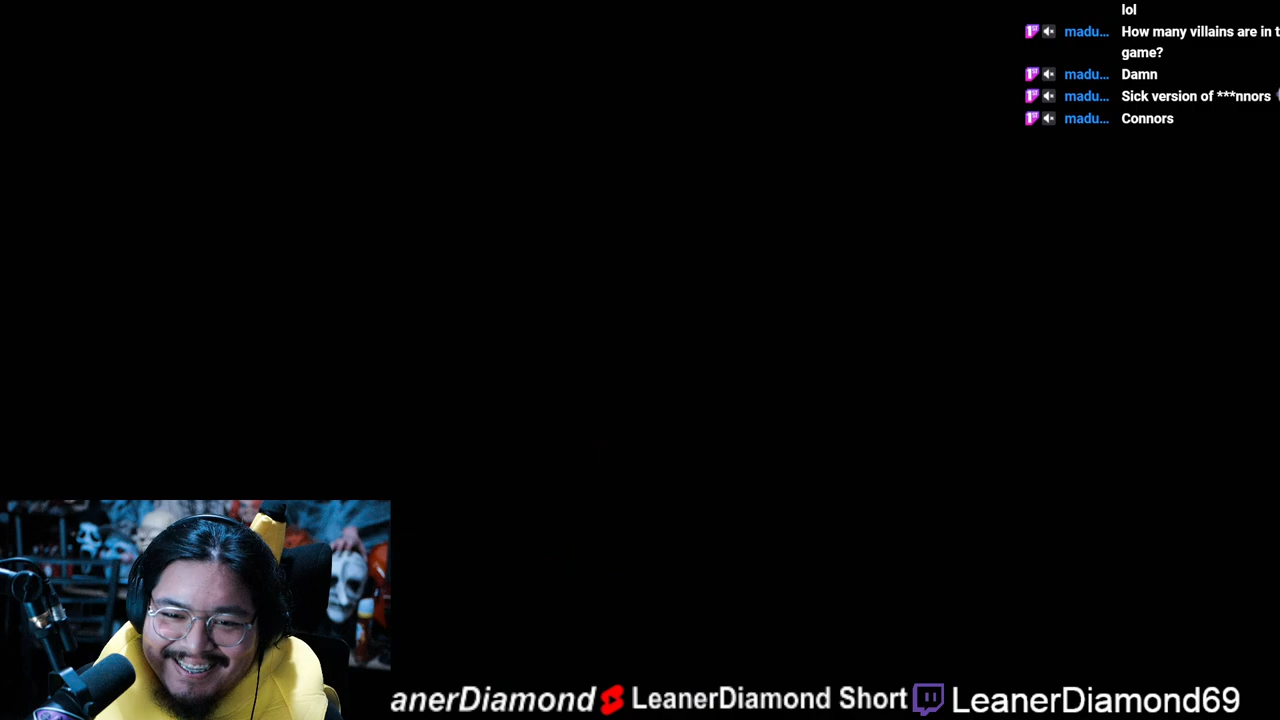 lol
madu... How many villains are in t
game?
madu... Damn
madu... Sick version of ***nnors
madu... Connors
anerDiamond LeanerDiamond Short LeanerDiamond69